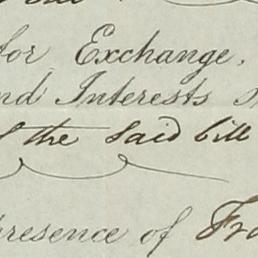 for Exchange,
and Interests
of the said bill
presence of